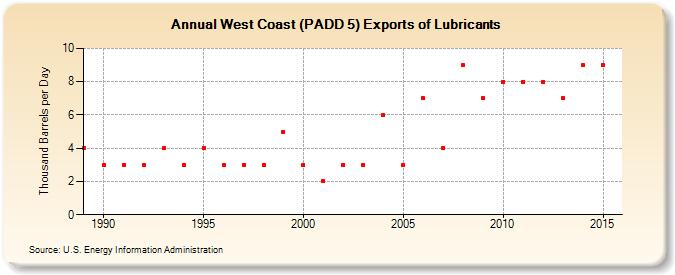 Annual West Coast (PADD 5) Exports of Lubricants
Thousand Barrels per Day
10
8
6
4
2
0
1990 1995 2000 2005 2010 2015
Source: U.S. Energy Information Administration